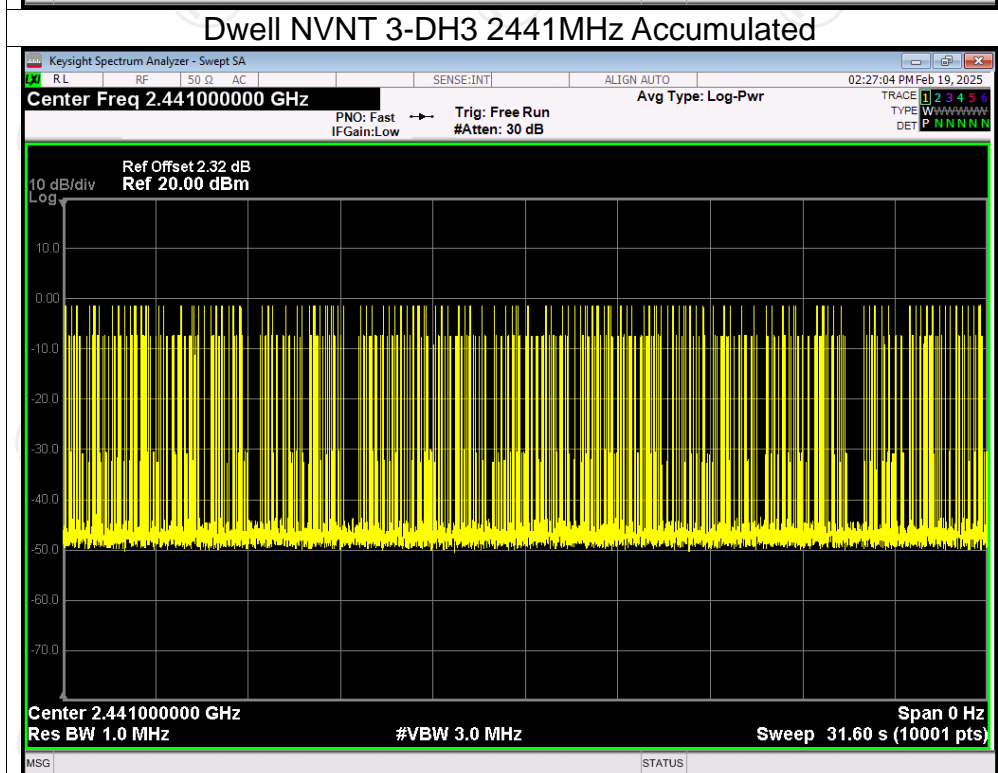 Dwell NVNT 3-DH3 2441MHz Accumulated
Keysight Spectrum Analyzer - Swept SA
LXI RL RF 50 Ω AC SENSE:INT ALIGN AUTO 02:27:04 PM Feb 19, 2025
Center Freq 2.441000000 GHz Avg Type: Log-Pwr TRACE 1 2 3 4 5 6
PNO: Fast Trig: Free Run TYPE WWWWWW
IFGain:Low #Atten: 30 dB DET P N N N N N
Ref Offset 2.32 dB
10 dB/div Ref 20.00 dBm
Log
10.0
0.00
-10.0
-20.0
-30.0
-40.0
-50.0
-60.0
-70.0
Center 2.441000000 GHz Span 0 Hz
Res BW 1.0 MHz #VBW 3.0 MHz Sweep 31.60 s (10001 pts)
MSG STATUS